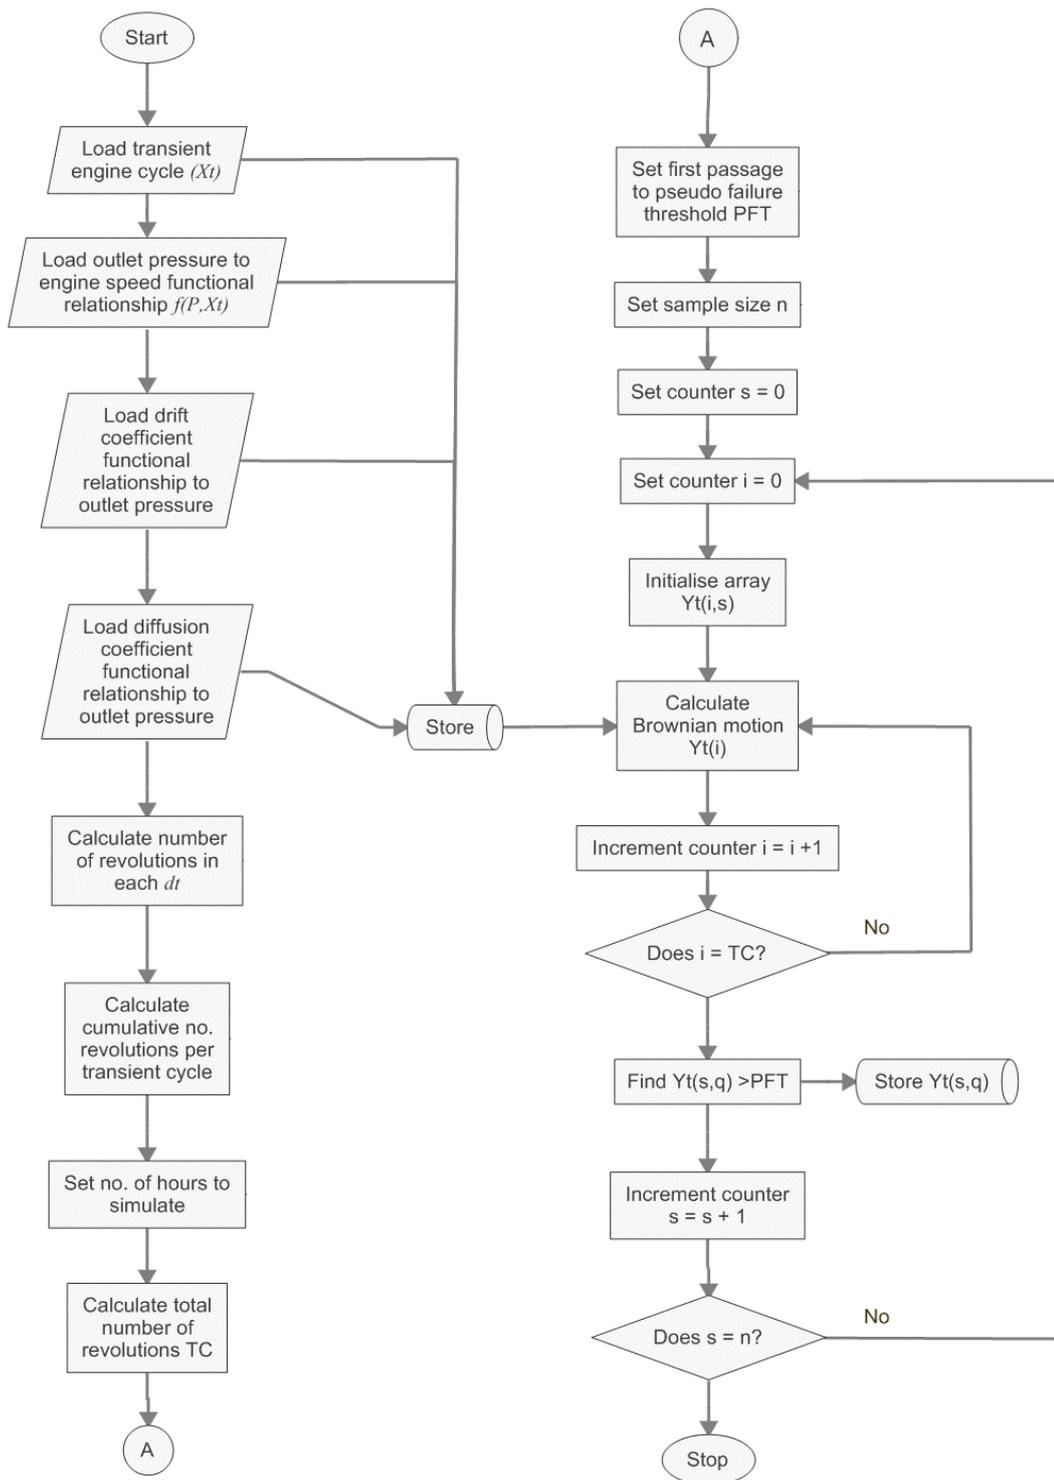 Start
Load transient
engine cycle (Xt)
Load outlet pressure to
engine speed functional
relationship f(P,Xt)
Load drift
coefficient
functional
relationship to
outlet pressure
Load diffusion
coefficient
functional
relationship to
outlet pressure
Store
Calculate number
of revolutions in
each dt
Calculate
cumulative no.
revolutions per
transient cycle
Set no. of hours to
simulate
Calculate total
number of
revolutions TC
A
A
Set first passage
to pseudo failure
threshold PFT
Set sample size n
Set counter s = 0
Set counter i = 0
Initialise array
Yt(i,s)
Calculate
Brownian motion
Yt(i)
Increment counter i = i +1
Does i = TC?
No
Find Yt(s,q) >PFT
Store Yt(s,q)
Increment counter
s = s + 1
Does s = n?
No
Stop